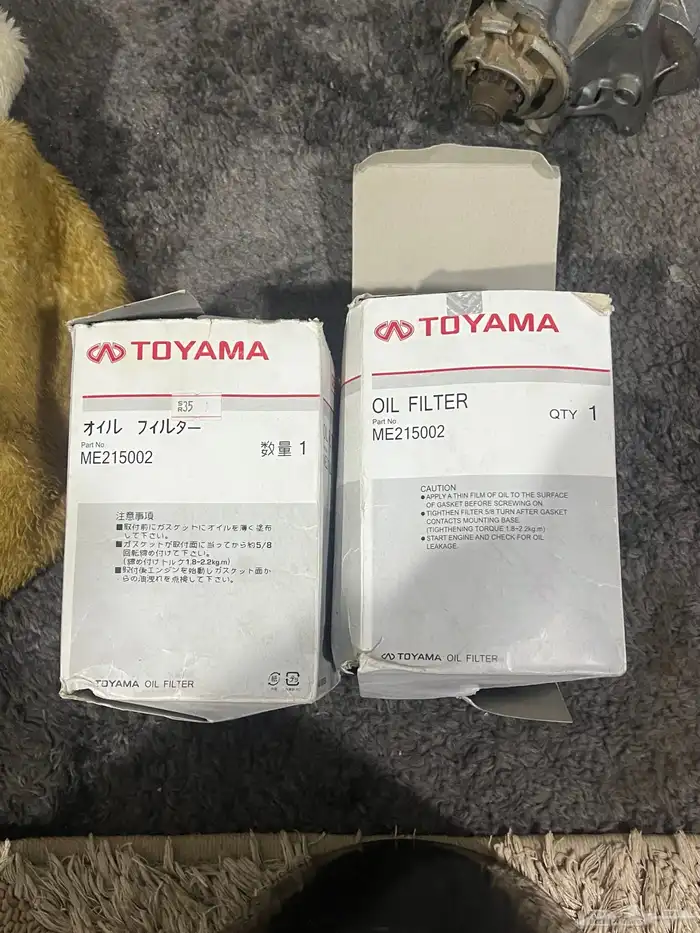 TOYAMA
S/R 35
オイル フィルター
Part No
ME215002
数量 1
注意事項
■取付前にガスケットにオイルを薄く塗布
して下さい。
■ガスケットが取付面に当ってから約5/8
回転締め付けて下さい。
(締め付けトルク1.8~2.2kg.m)
■取付後エンジンを始動しガスケット面か
らの油洩れを点検して下さい。
TOYAMA OIL FILTER
紙
プラ
TOYAMA
OIL FILTER
Part No
ME215002
QTY 1
CAUTION
●APPLY A THIN FILM OF OIL TO THE SURFACE
OF GASKET BEFORE SCREWING ON.
●TIGHTHEN FILTER 5/8 TURN AFTER GASKET
CONTACTS MOUNTING BASE.
(TIGHTHENING TORQUE 1.8~2.2kg.m)
●START ENGINE AND CHECK FOR OIL
LEAKAGE.
TOYAMA OIL FILTER